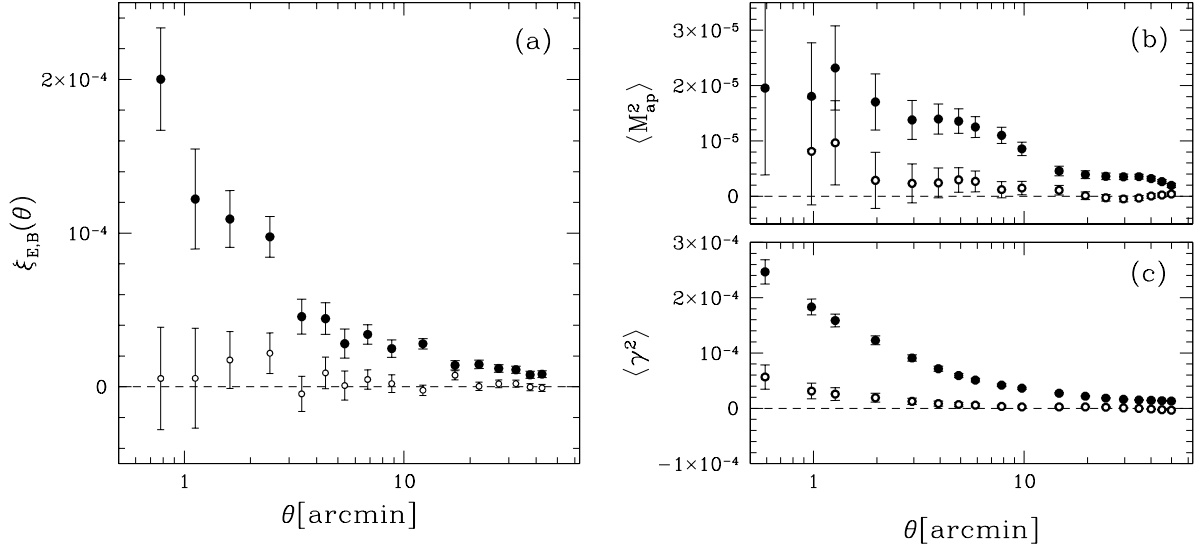 (a)
2×10⁻⁴
10⁻⁴
0
ξE,B(θ)
1
10
θ[arcmin]
(b)
3×10⁻⁵
2×10⁻⁵
10⁻⁵
0
⟨M²ap⟩
(c)
3×10⁻⁴
2×10⁻⁴
10⁻⁴
0
−1×10⁻⁴
⟨γ²⟩
1
10
θ[arcmin]